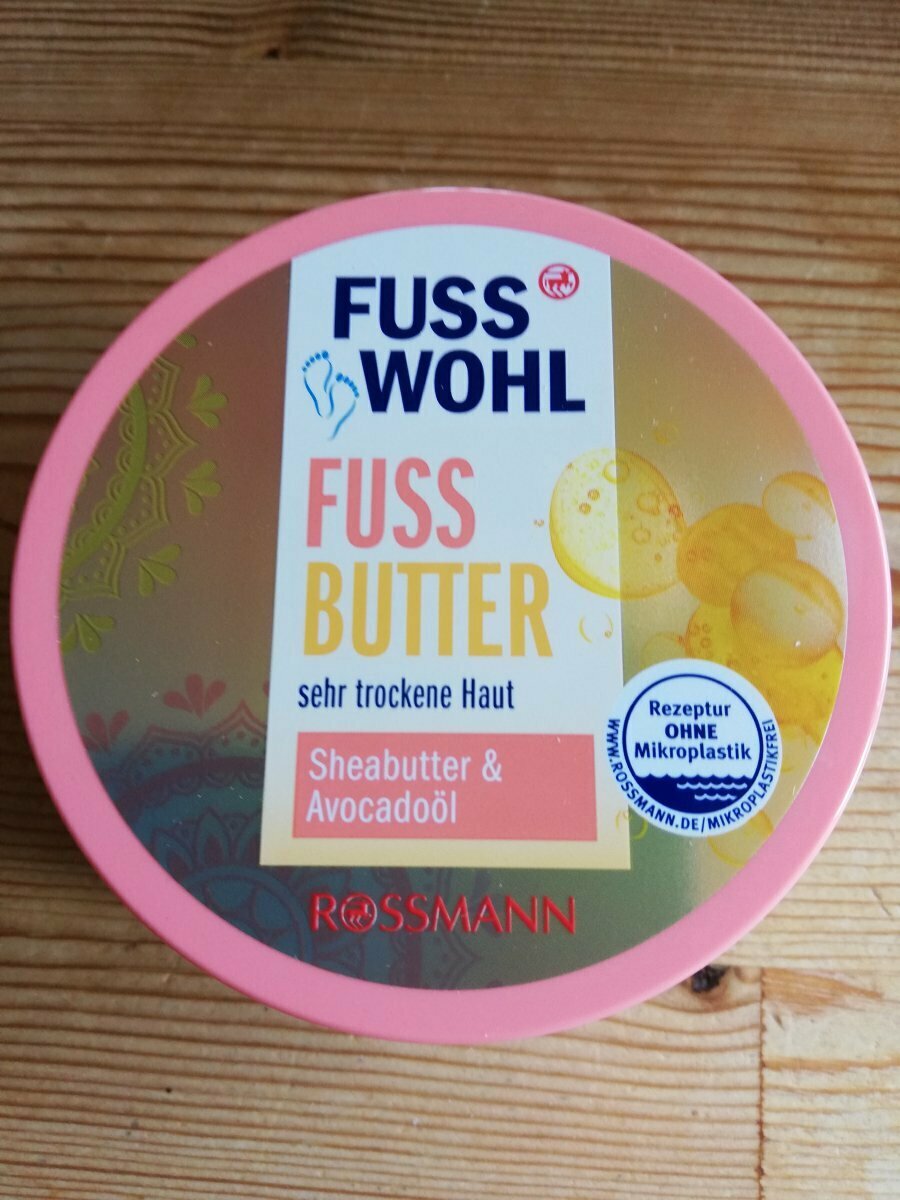 FUSS
WOHL
FUSS
BUTTER
sehr trockene Haut
Sheabutter &
Avocadoöl
Rezeptur
OHNE
Mikroplastik
WWW.ROSSMANN.DE/MIKROPLASTIKFREI
ROSSMANN